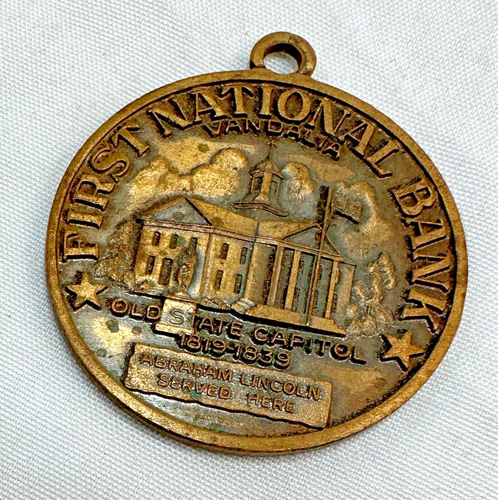 FIRST NATIONAL BANK
VANDALIA
OLD STATE CAPITOL
1819-1839
ABRAHAM LINCOLN
SERVED HERE